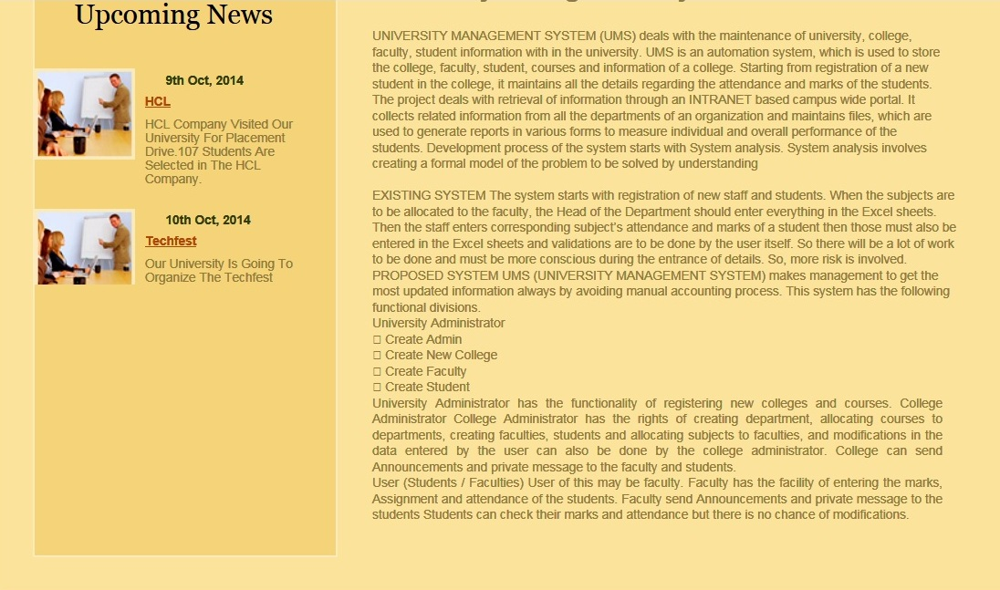 Upcoming News
9th Oct, 2014
HCL
HCL Company Visited Our
University For Placement
Drive.107 Students Are
Selected in The HCL
Company.
10th Oct, 2014
Techfest
Our University Is Going To
Organize The Techfest
UNIVERSITY MANAGEMENT SYSTEM (UMS) deals with the maintenance of university, college,
faculty, student information with in the university. UMS is an automation system, which is used to store
the college, faculty, student, courses and information of a college. Starting from registration of a new
student in the college, it maintains all the details regarding the attendance and marks of the students.
The project deals with retrieval of information through an INTRANET based campus wide portal. It
collects related information from all the departments of an organization and maintains files, which are
used to generate reports in various forms to measure individual and overall performance of the
students. Development process of the system starts with System analysis. System analysis involves
creating a formal model of the problem to be solved by understanding
EXISTING SYSTEM The system starts with registration of new staff and students. When the subjects are
to be allocated to the faculty, the Head of the Department should enter everything in the Excel sheets.
Then the staff enters corresponding subject's attendance and marks of a student then those must also be
entered in the Excel sheets and validations are to be done by the user itself. So there will be a lot of work
to be done and must be more conscious during the entrance of details. So, more risk is involved.
PROPOSED SYSTEM UMS (UNIVERSITY MANAGEMENT SYSTEM) makes management to get the
most updated information always by avoiding manual accounting process. This system has the following
functional divisions.
University Administrator
 Create Admin
 Create New College
 Create Faculty
 Create Student
University Administrator has the functionality of registering new colleges and courses. College
Administrator College Administrator has the rights of creating department, allocating courses to
departments, creating faculties, students and allocating subjects to faculties, and modifications in the
data entered by the user can also be done by the college administrator. College can send
Announcements and private message to the faculty and students.
User (Students / Faculties) User of this may be faculty. Faculty has the facility of entering the marks,
Assignment and attendance of the students. Faculty send Announcements and private message to the
students Students can check their marks and attendance but there is no chance of modifications.